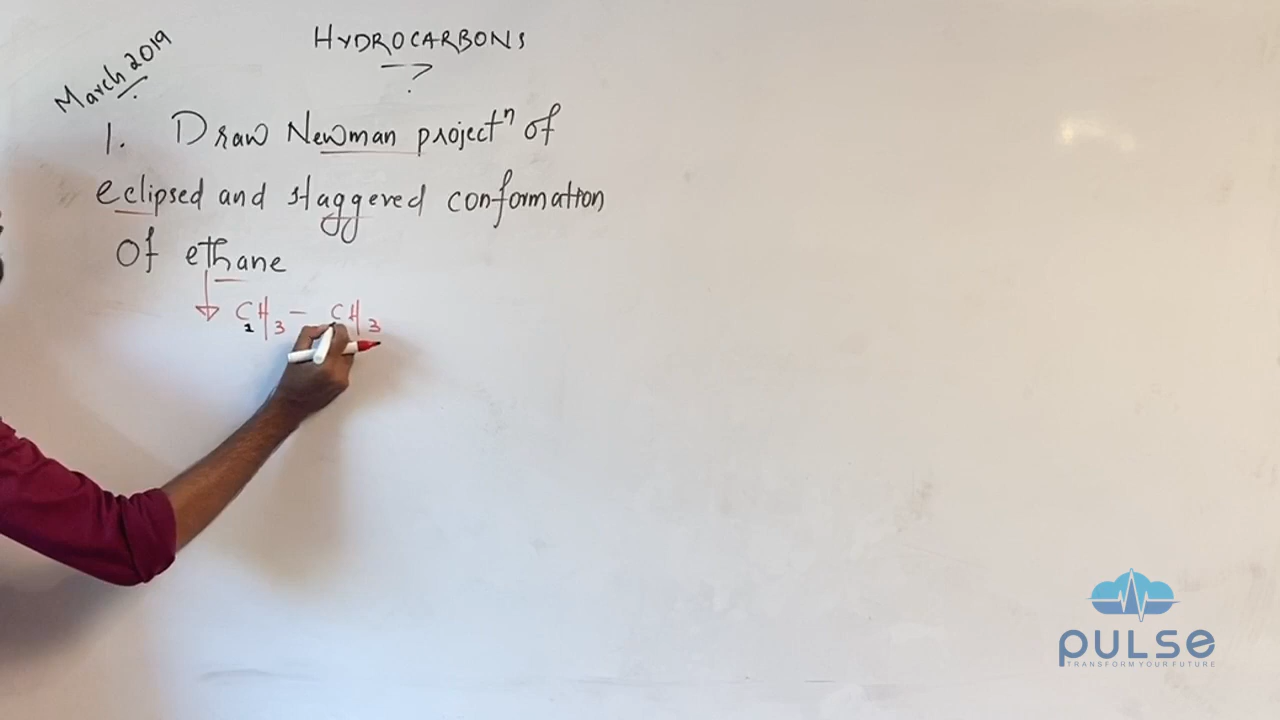 HYDROCARBONS
?
March 2019
1. Draw Newman projectⁿ of
eclipsed and staggered conformation
of ethane
CH₃ – CH₃
1
PULSE
TRANSFORM YOUR FUTURE